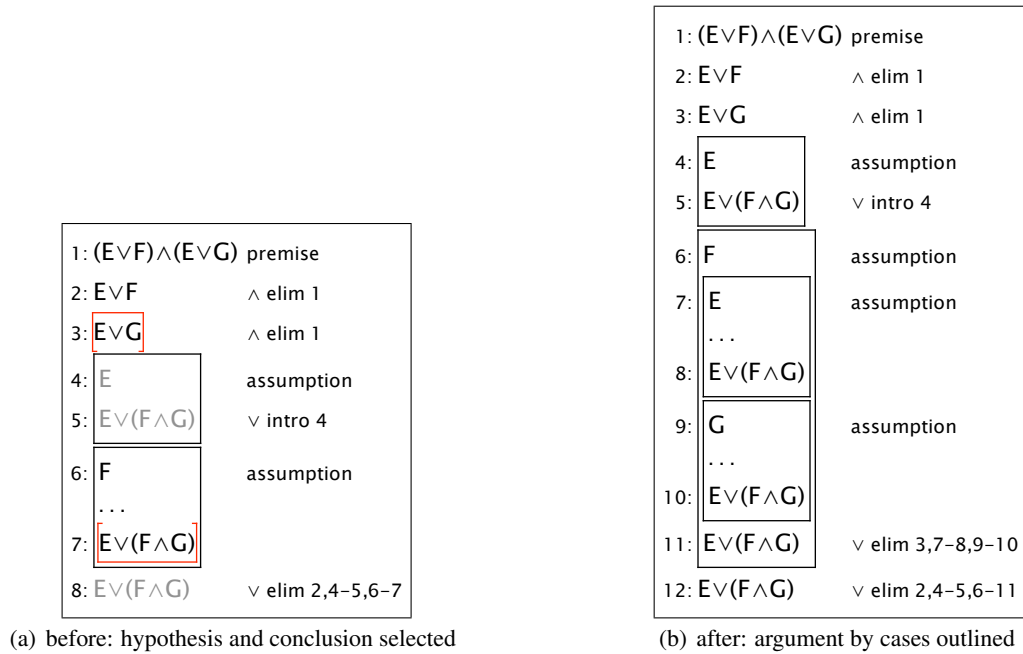 1: (E∨F)∧(E∨G) premise
2: E∨F ∧ elim 1
3: E∨G ∧ elim 1
4: E assumption
5: E∨(F∧G) ∨ intro 4
6: F assumption
...
7: E∨(F∧G)
8: E∨(F∧G) ∨ elim 2,4–5,6–7
(a) before: hypothesis and conclusion selected
1: (E∨F)∧(E∨G) premise
2: E∨F ∧ elim 1
3: E∨G ∧ elim 1
4: E assumption
5: E∨(F∧G) ∨ intro 4
6: F assumption
7: E assumption
...
8: E∨(F∧G)
9: G assumption
...
10: E∨(F∧G)
11: E∨(F∧G) ∨ elim 3,7–8,9–10
12: E∨(F∧G) ∨ elim 2,4–5,6–11
(b) after: argument by cases outlined